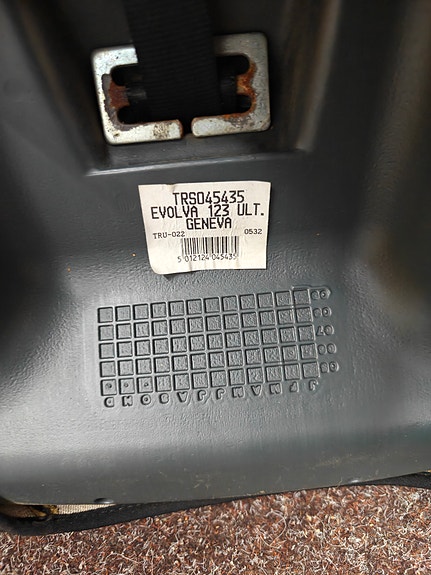 TRS045435
EVOLVA 123 ULT.
GENEVA
TRU-022 0532
5 012124 045435
D N O S A J J M A M F J